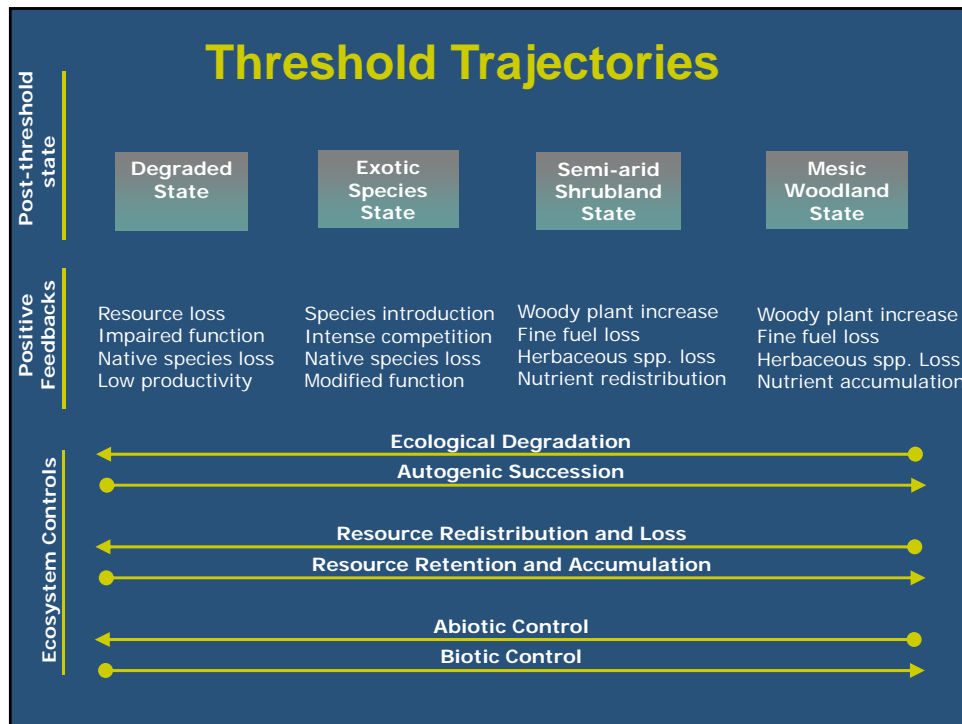 Threshold Trajectories
Post-threshold
state
Degraded
State
Exotic
Species
State
Semi-arid
Shrubland
State
Mesic
Woodland
State
Positive
Feedbacks
Resource loss
Impaired function
Native species loss
Low productivity
Species introduction
Intense competition
Native species loss
Modified function
Woody plant increase
Fine fuel loss
Herbaceous spp. loss
Nutrient redistribution
Woody plant increase
Fine fuel loss
Herbaceous spp. Loss
Nutrient accumulation
Ecosystem Controls
Ecological Degradation
Autogenic Succession
Resource Redistribution and Loss
Resource Retention and Accumulation
Abiotic Control
Biotic Control